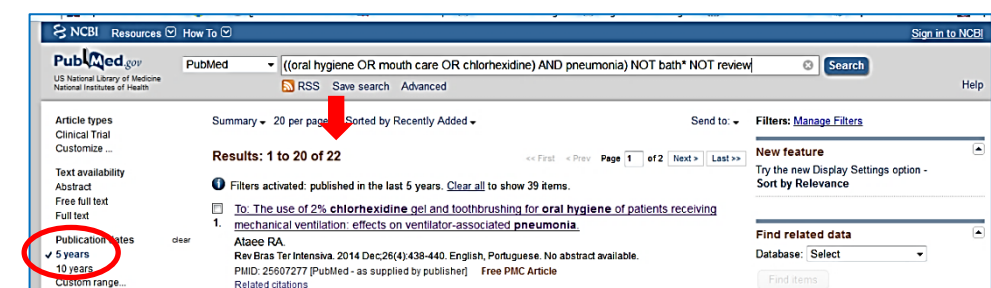 NCBI Resources How To Sign in to NCBI
PubMed.gov
US National Library of Medicine
National Institutes of Health
PubMed ((oral hygiene OR mouth care OR chlorhexidine) AND pneumonia) NOT bath* NOT review Search
RSS Save search Advanced Help
Article types
Clinical Trial
Customize ...
Text availability
Abstract
Free full text
Full text
Publication dates clear
5 years
10 years
Custom range...
Summary 20 per page Sorted by Recently Added Send to:
Results: 1 to 20 of 22 << First < Prev Page 1 of 2 Next > Last >>
Filters activated: published in the last 5 years. Clear all to show 39 items.
To: The use of 2% chlorhexidine gel and toothbrushing for oral hygiene of patients receiving
1. mechanical ventilation: effects on ventilator-associated pneumonia.
Ataee RA.
Rev Bras Ter Intensiva. 2014 Dec;26(4):438-440. English, Portuguese. No abstract available.
PMID: 25607277 [PubMed - as supplied by publisher] Free PMC Article
Related citations
Filters: Manage Filters
New feature
Try the new Display Settings option -
Sort by Relevance
Find related data
Database: Select
Find items